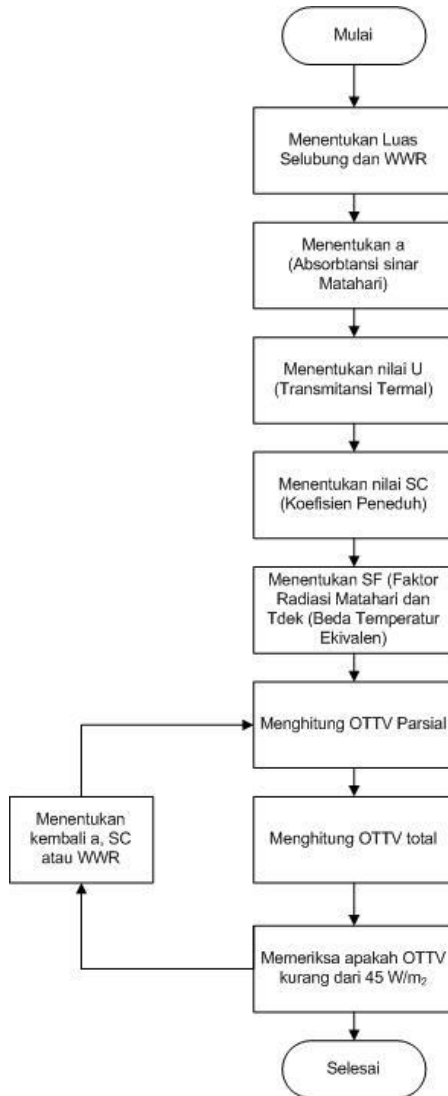 Mulai
Menentukan Luas
Selubung dan WWR
Menentukan a
(Absorbtansi sinar
Matahari)
Menentukan nilai U
(Transmitansi Termal)
Menentukan nilai SC
(Koefisien Peneduh)
Menentukan SF (Faktor
Radiasi Matahari dan
Tdek (Beda Temperatur
Ekivalen)
Menghitung OTTV Parsial
Menentukan
kembali a, SC
atau WWR
Menghitung OTTV total
Memeriksa apakah OTTV
kurang dari 45 W/m₂
Selesai